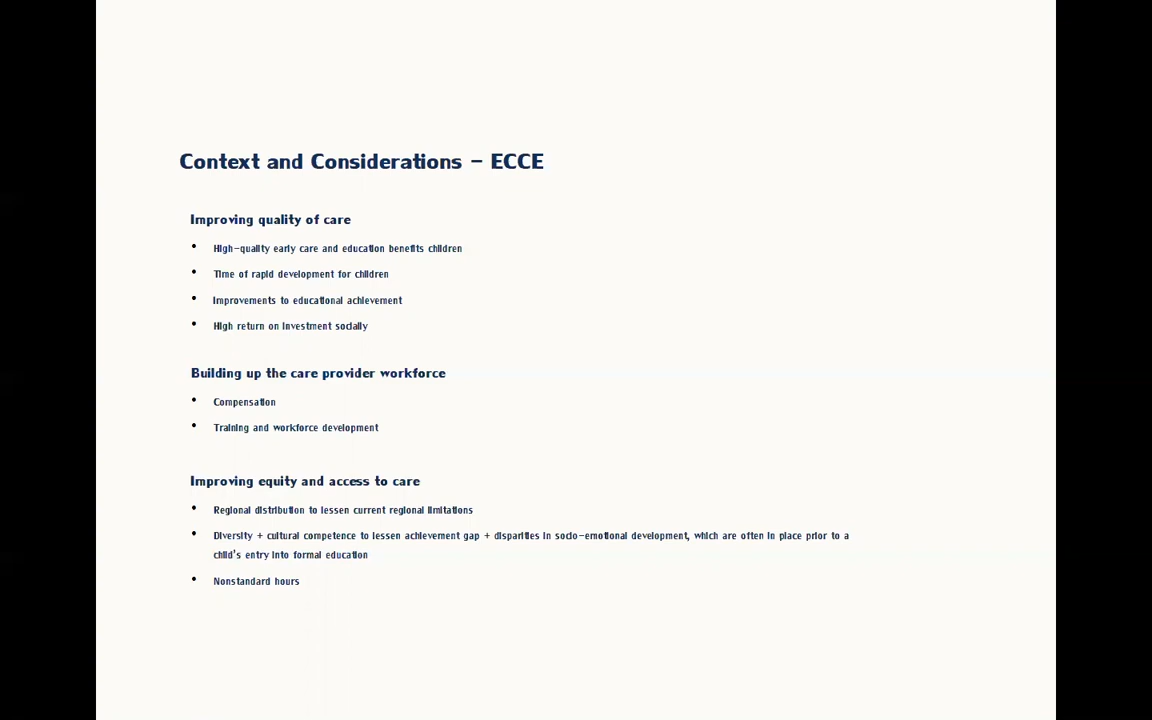 Context and Considerations - ECCE
Improving quality of care
• High-quality early care and education benefits children
• Time of rapid development for children
• Improvements to educational achievement
• High return on investment socially
Building up the care provider workforce
• Compensation
• Training and workforce development
Improving equity and access to care
• Regional distribution to lessen current regional limitations
• Diversity + cultural competence to lessen achievement gap + disparities in socio-emotional development, which are often in place prior to a
child's entry into formal education
• Nonstandard hours